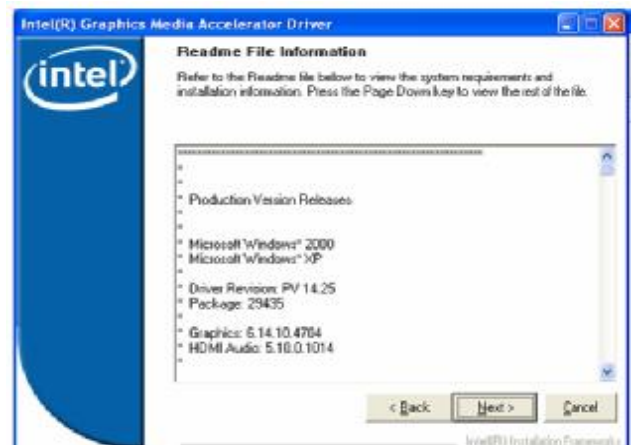 Intel(R) Graphics Media Accelerator Driver
intel
Readme File Information
Refer to the Readme file below to view the system requirements and
installation information. Press the Page Down key to view the rest of the file.
*
*
* Production Version Releases
*
*
* Microsoft Windows* 2000
* Microsoft Windows* XP
*
* Driver Revision: PV 14.25
* Package: 29435
*
* Graphics: 6.14.10.4764
* HDMI Audio: 5.10.0.1014
*
< Back
Next >
Cancel
Intel(R) Installation Framework